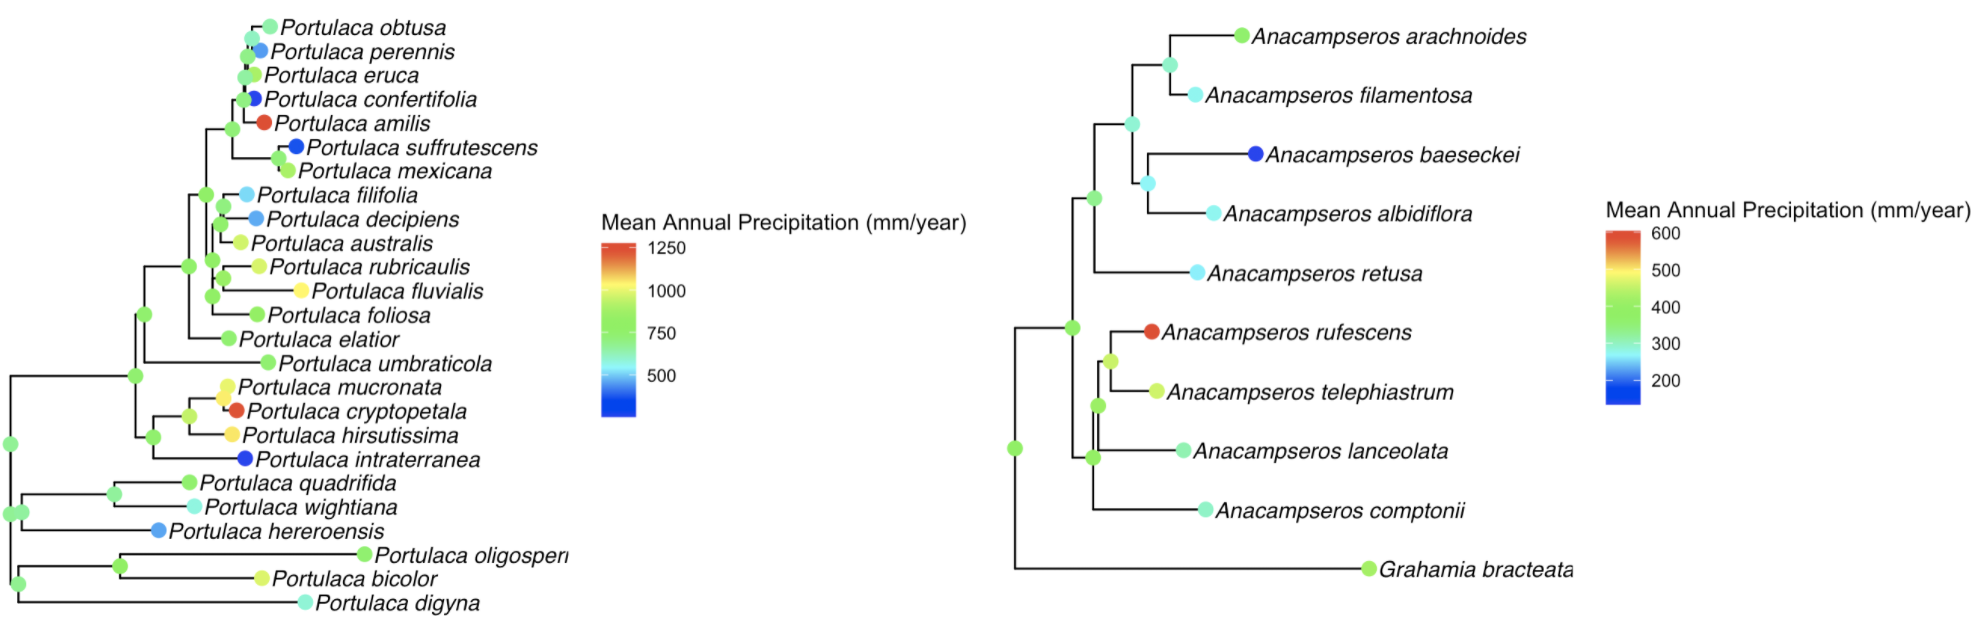 Portulaca obtusa
Portulaca perennis
Portulaca eruca
Portulaca confertifolia
Portulaca amilis
Portulaca suffrutescens
Portulaca mexicana
Portulaca filifolia
Portulaca decipiens
Portulaca australis
Portulaca rubricaulis
Portulaca fluvialis
Portulaca foliosa
Portulaca elatior
Portulaca umbraticola
Portulaca mucronata
Portulaca cryptopetala
Portulaca hirsutissima
Portulaca intraterranea
Portulaca quadrifida
Portulaca wightiana
Portulaca hereroensis
Portulaca oligosper
Portulaca bicolor
Portulaca digyna
Mean Annual Precipitation (mm/year)
1250
1000
750
500
Anacampseros arachnoides
Anacampseros filamentosa
Anacampseros baeseckei
Anacampseros albidiflora
Anacampseros retusa
Anacampseros rufescens
Anacampseros telephiastrum
Anacampseros lanceolata
Anacampseros comptonii
Grahamia bracteata
Mean Annual Precipitation (mm/year)
600
500
400
300
200